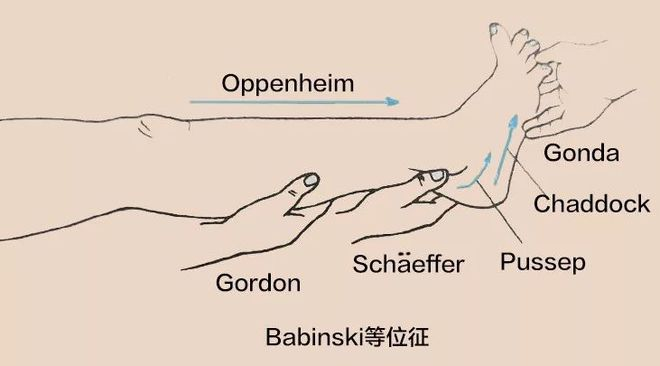 Oppenheim
Gonda
Chaddock
Schäeffer
Pussep
Gordon
Babinski等位征